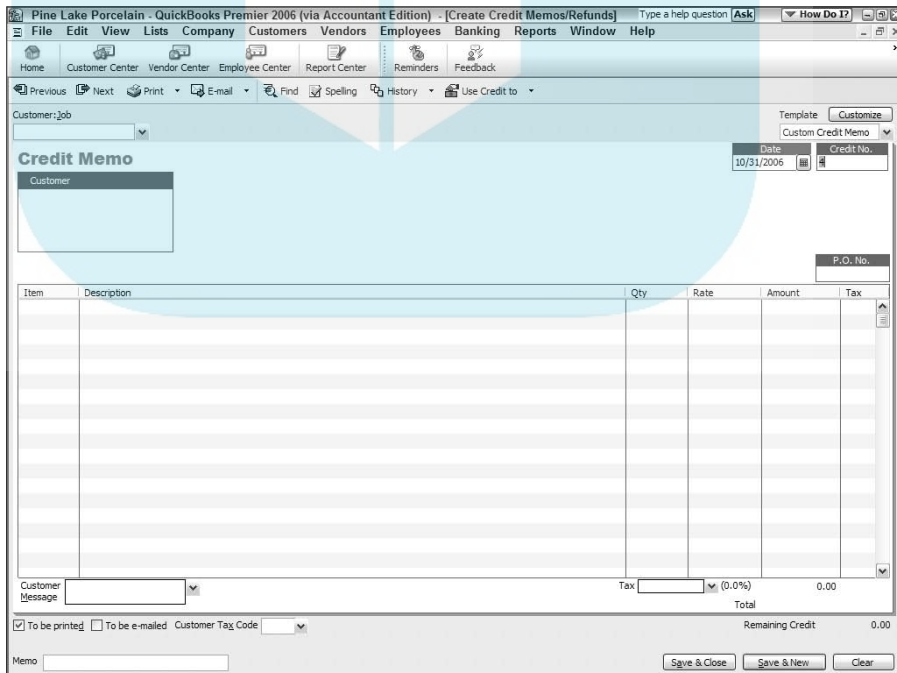 Pine Lake Porcelain - QuickBooks Premier 2006 (via Accountant Edition) - [Create Credit Memos/Refunds] Type a help question Ask How Do I?
File Edit View Lists Company Customers Vendors Employees Banking Reports Window Help
Home Customer Center Vendor Center Employee Center Report Center Reminders Feedback
Previous Next Print E-mail Find Spelling History Use Credit to
Customer:Job Template Customize
Custom Credit Memo
Credit Memo Date Credit No.
10/31/2006
Customer
P.O. No.
Item Description Qty Rate Amount Tax
Customer Message Tax (0.0%) 0.00
Total
To be printed To be e-mailed Customer Tax Code Remaining Credit 0.00
Memo Save & Close Save & New Clear